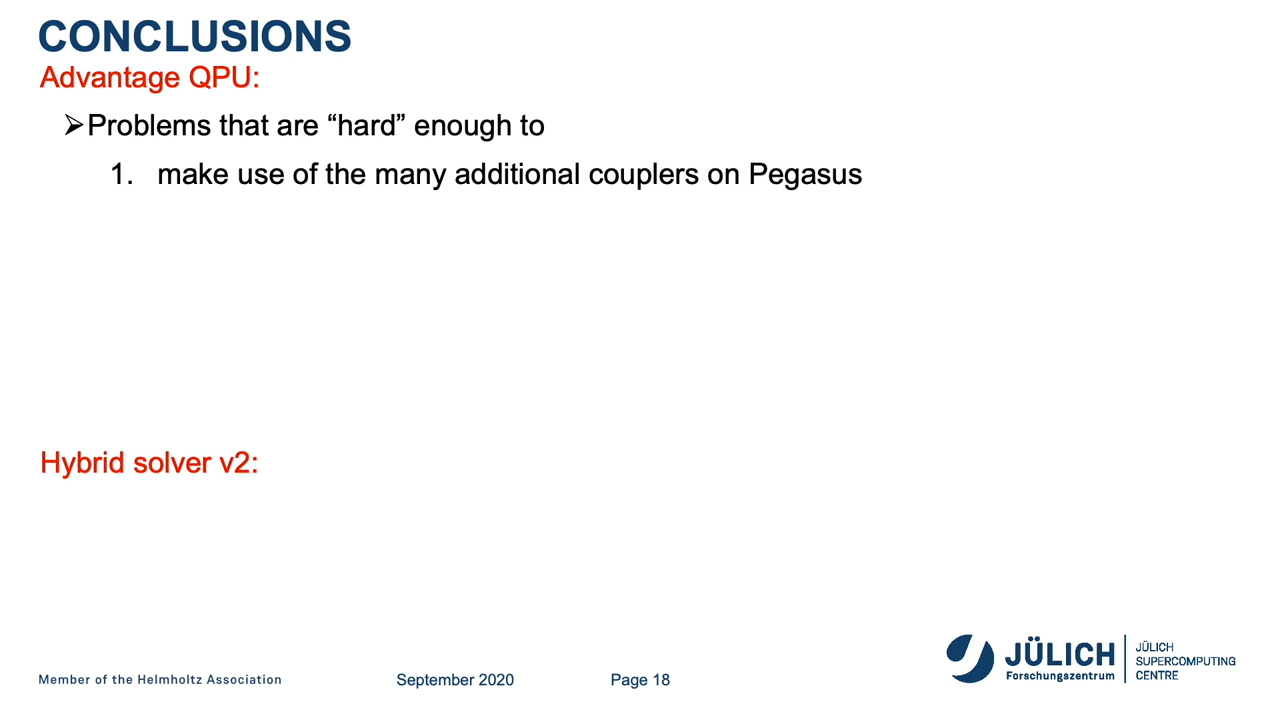 CONCLUSIONS
Advantage QPU:
➢Problems that are “hard” enough to
1. make use of the many additional couplers on Pegasus
Hybrid solver v2:
Member of the Helmholtz Association
September 2020
Page 18
JÜLICH
Forschungszentrum
JÜLICH
SUPERCOMPUTING
CENTRE